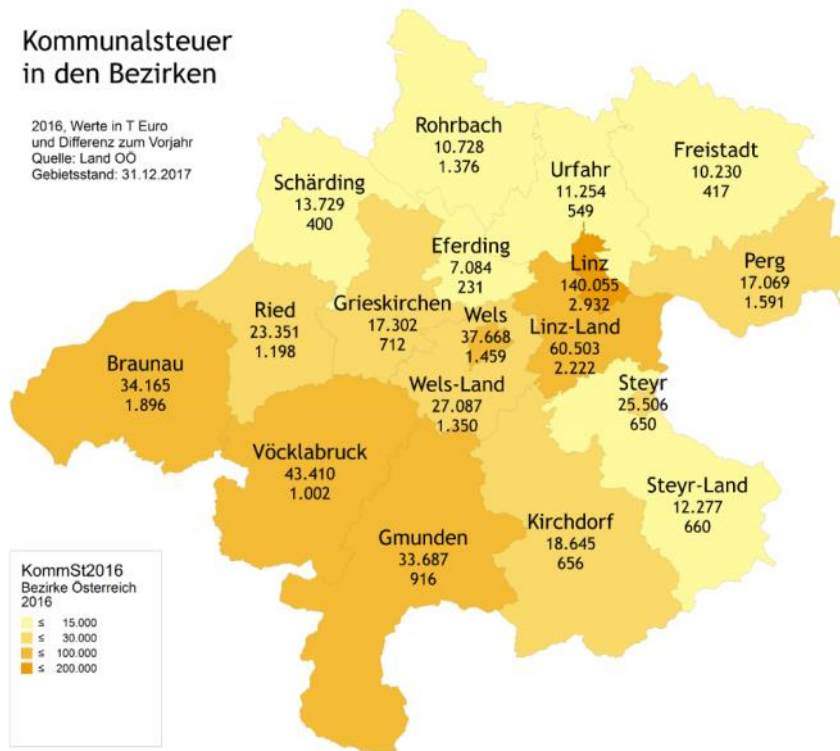 Kommunalsteuer
in den Bezirken
2016, Werte in T Euro
und Differenz zum Vorjahr
Quelle: Land OÖ
Gebietsstand: 31.12.2017
Rohrbach
10.728
1.376
Freistadt
10.230
417
Urfahr
11.254
549
Schärding
13.729
400
Eferding
7.084
231
Linz
140.055
2.932
Perg
17.069
1.591
Ried
23.351
1.198
Grieskirchen
17.302
712
Wels
37.668
1.459
Linz-Land
60.503
2.222
Braunau
34.165
1.896
Wels-Land
27.087
1.350
Steyr
25.506
650
Vöcklabruck
43.410
1.002
Steyr-Land
12.277
660
Gmunden
33.687
916
Kirchdorf
18.645
656
KommSt2016
Bezirke Österreich
2016
≤ 15.000
≤ 30.000
≤ 100.000
≤ 200.000